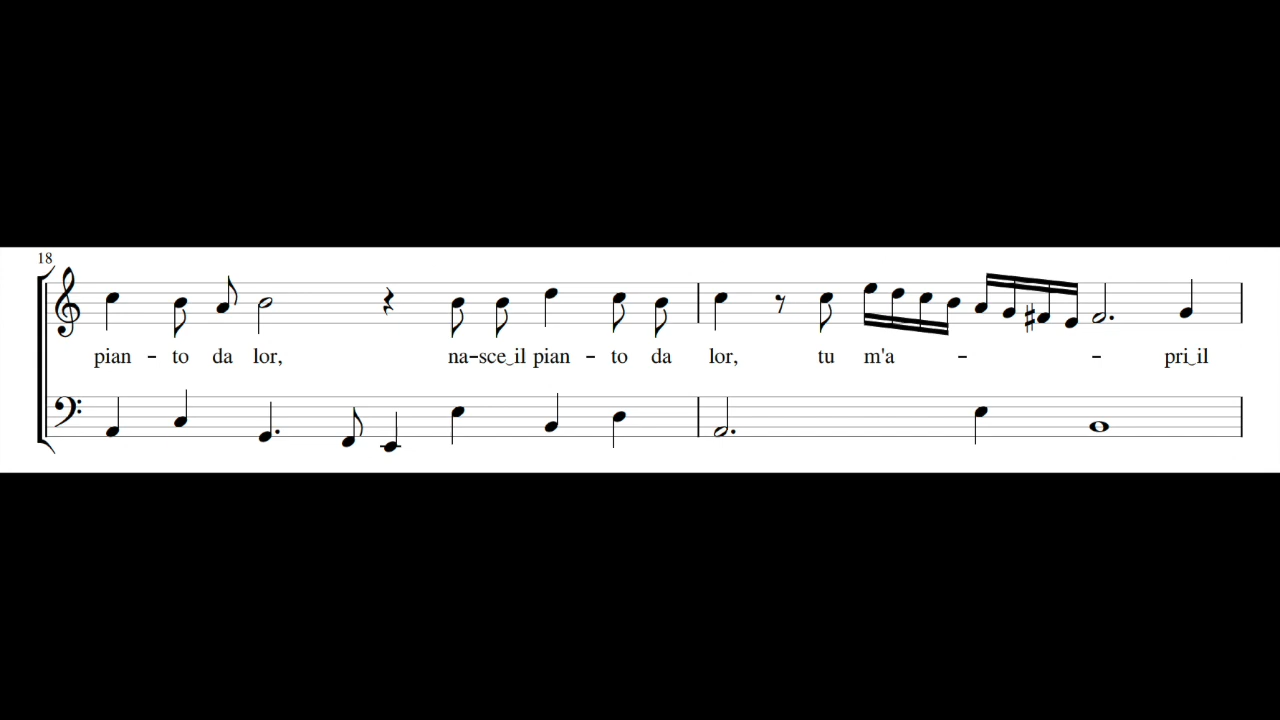 18
pian - to da lor, na-sce‿il pian - to da lor, tu m'a - - pri‿il